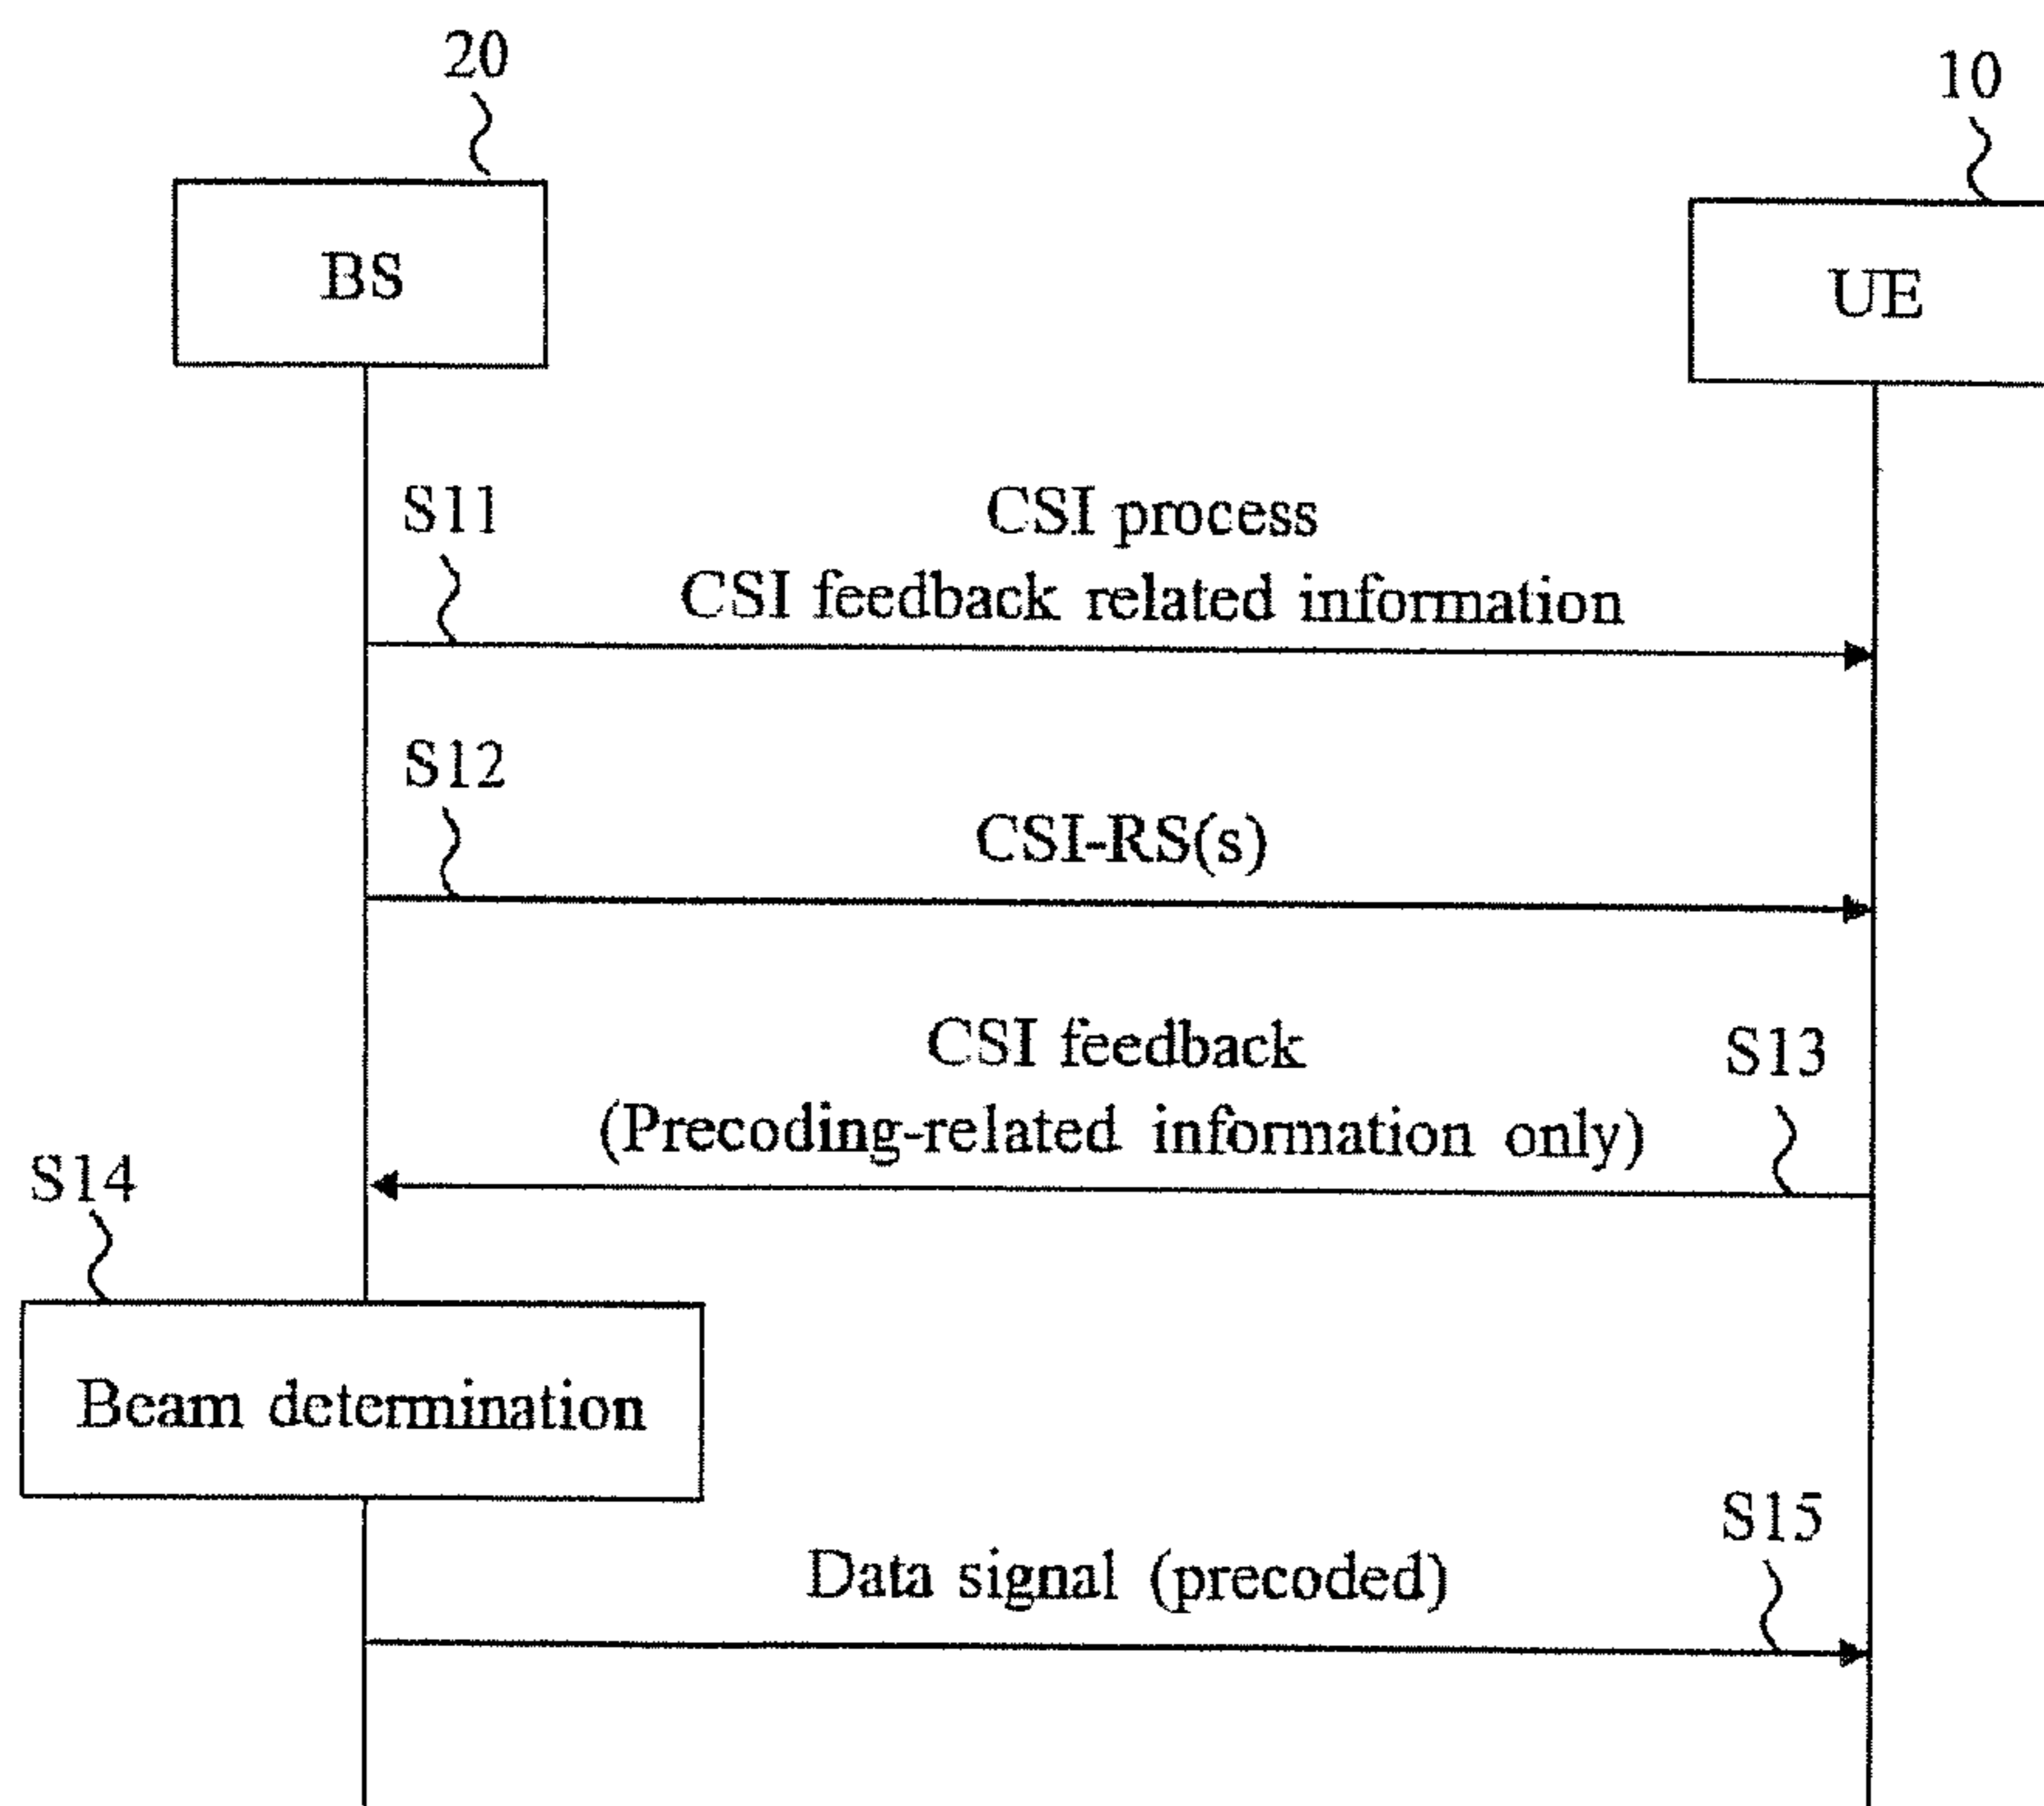 20
10
BS
UE
S11
CSI process
CSI feedback related information
S12
CSI-RS(s)
CSI feedback
(Precoding-related information only)
S13
S14
Beam determination
S15
Data signal (precoded)